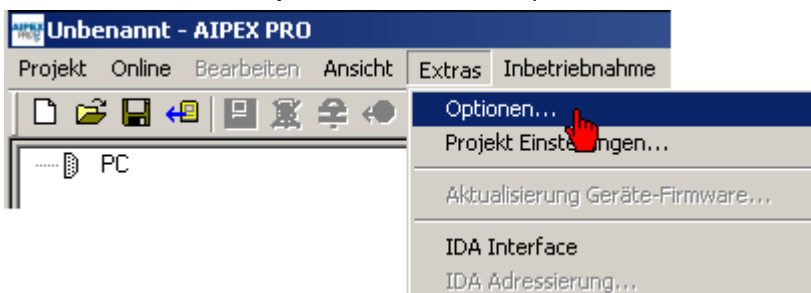 Unbenannt - AIPEX PRO
Projekt Online Bearbeiten Ansicht Extras Inbetriebnahme
Optionen...
Projekt Einstellungen...
PC
Aktualisierung Geräte-Firmware...
IDA Interface
IDA Adressierung...